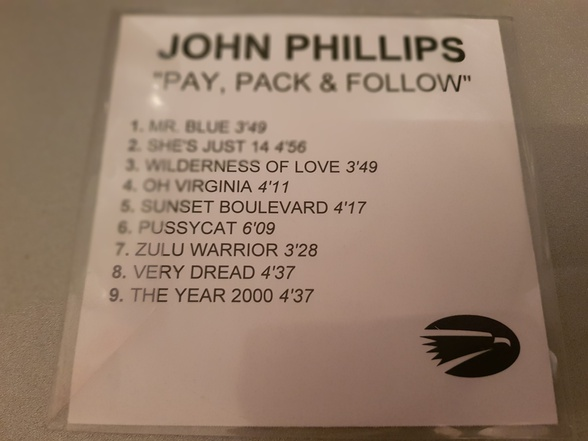 JOHN PHILLIPS
"PAY, PACK & FOLLOW"
1. MR. BLUE 3'49
2. SHE'S JUST 14 4'56
3. WILDERNESS OF LOVE 3'49
4. OH VIRGINIA 4'11
5. SUNSET BOULEVARD 4'17
6. PUSSYCAT 6'09
7. ZULU WARRIOR 3'28
8. VERY DREAD 4'37
9. THE YEAR 2000 4'37